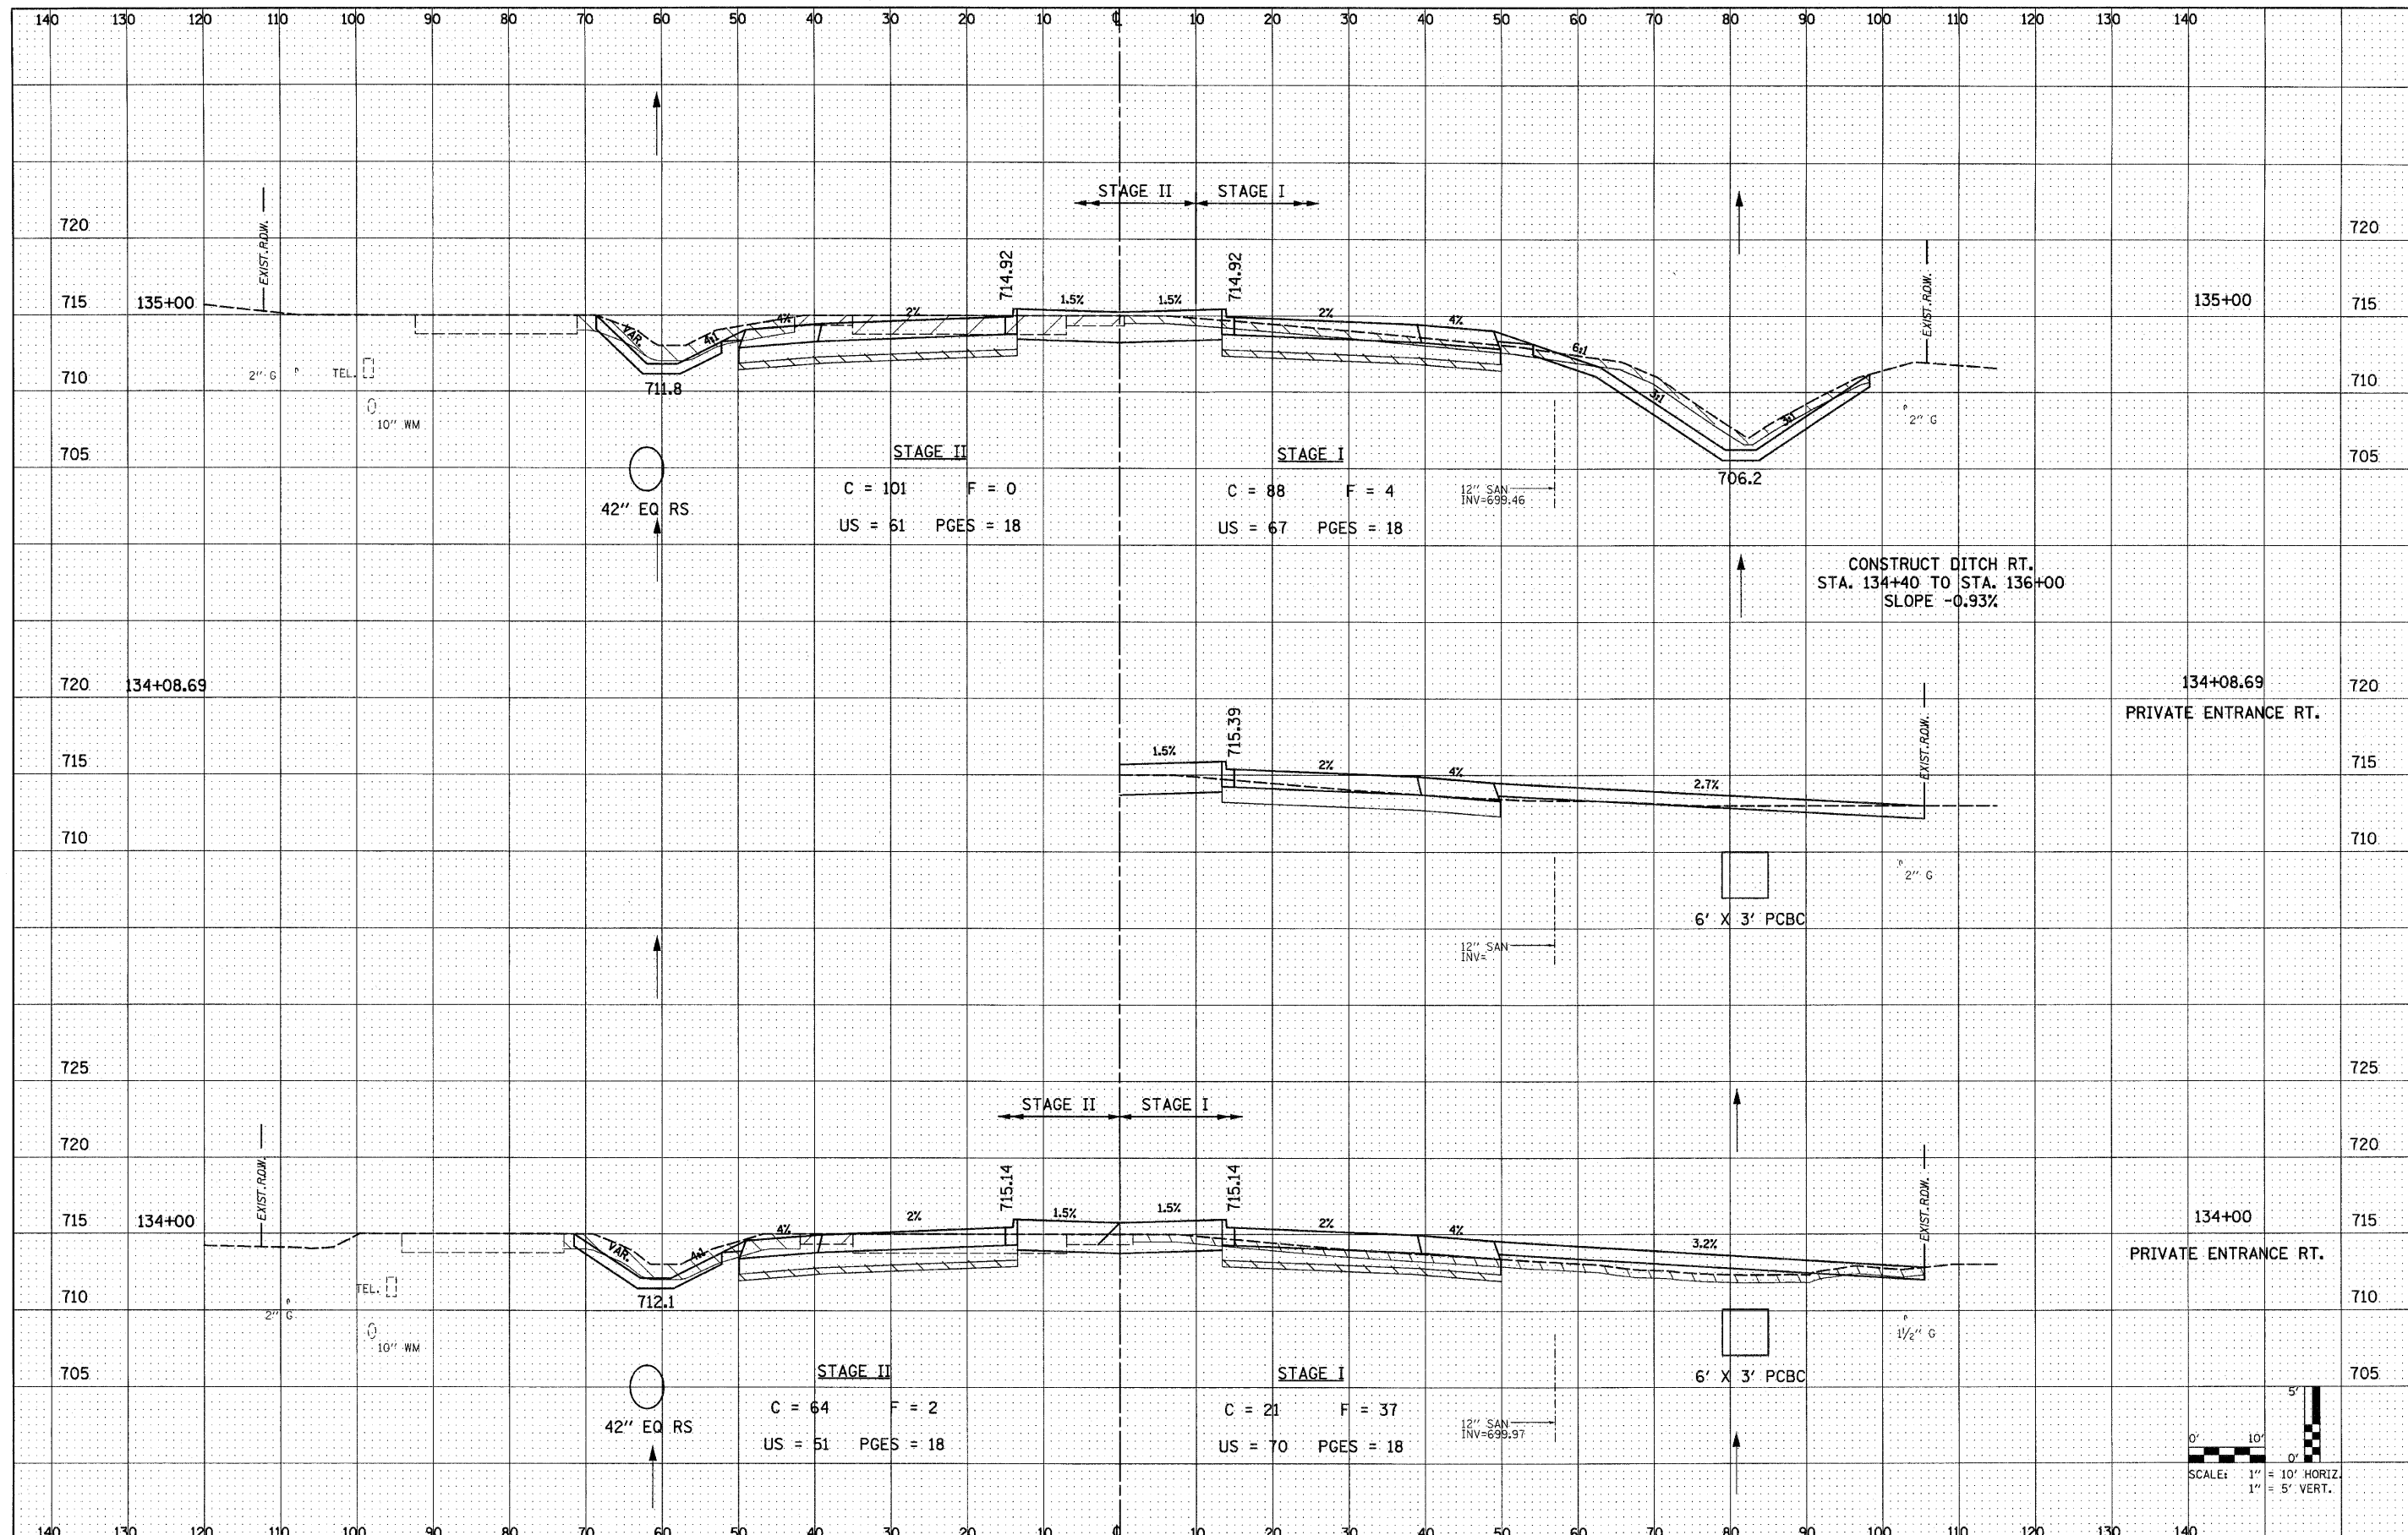 140 130 120 110 100 90 80 70 60 50 40 30 20 10 ℄ 10 20 30 40 50 60 70 80 90 100 110 120 130 140
STAGE II STAGE I
720 EXIST. R.O.W. 720
714.92 714.92
715 135+00 1.5% 1.5% 135+00 715
EXIST. R.O.W.
VAR. 4:1 4% 2% 2% 4% 6:1 3:1 3:1
2" G TEL.
710 711.8 710
10" WM 2" G
705 STAGE II STAGE I 705
706.2
C = 101 F = 0 C = 88 F = 4 12" SAN
INV=699.46
42" EQ RS
US = 61 PGES = 18 US = 67 PGES = 18
CONSTRUCT DITCH RT.
STA. 134+40 TO STA. 136+00
SLOPE -0.93%
720 134+08.69 134+08.69 720
PRIVATE ENTRANCE RT.
715.39
EXIST. R.O.W.
715 1.5% 2% 4% 2.7% 715
710 710
2" G
6' X 3' PCBC
12" SAN
INV=
725 725
STAGE II STAGE I
720 720
EXIST. R.O.W. 715.14 715.14 EXIST. R.O.W.
715 134+00 2% 1.5% 1.5% 2% 4% 134+00 715
VAR. 4:1 4% 3.2% PRIVATE ENTRANCE RT.
TEL.
710 2" G 712.1 710
10" WM 1 1/2" G
705 STAGE II STAGE I 6' X 3' PCBC 705
C = 64 F = 2 C = 21 F = 37
42" EQ RS 12" SAN
INV=699.97
US = 51 PGES = 18 US = 70 PGES = 18
5'
0' 10'
0'
SCALE: 1" = 10' HORIZ.
1" = 5' VERT.
140 130 120 110 100 90 80 70 60 50 40 30 20 10 ℄ 10 20 30 40 50 60 70 80 90 100 110 120 130 140